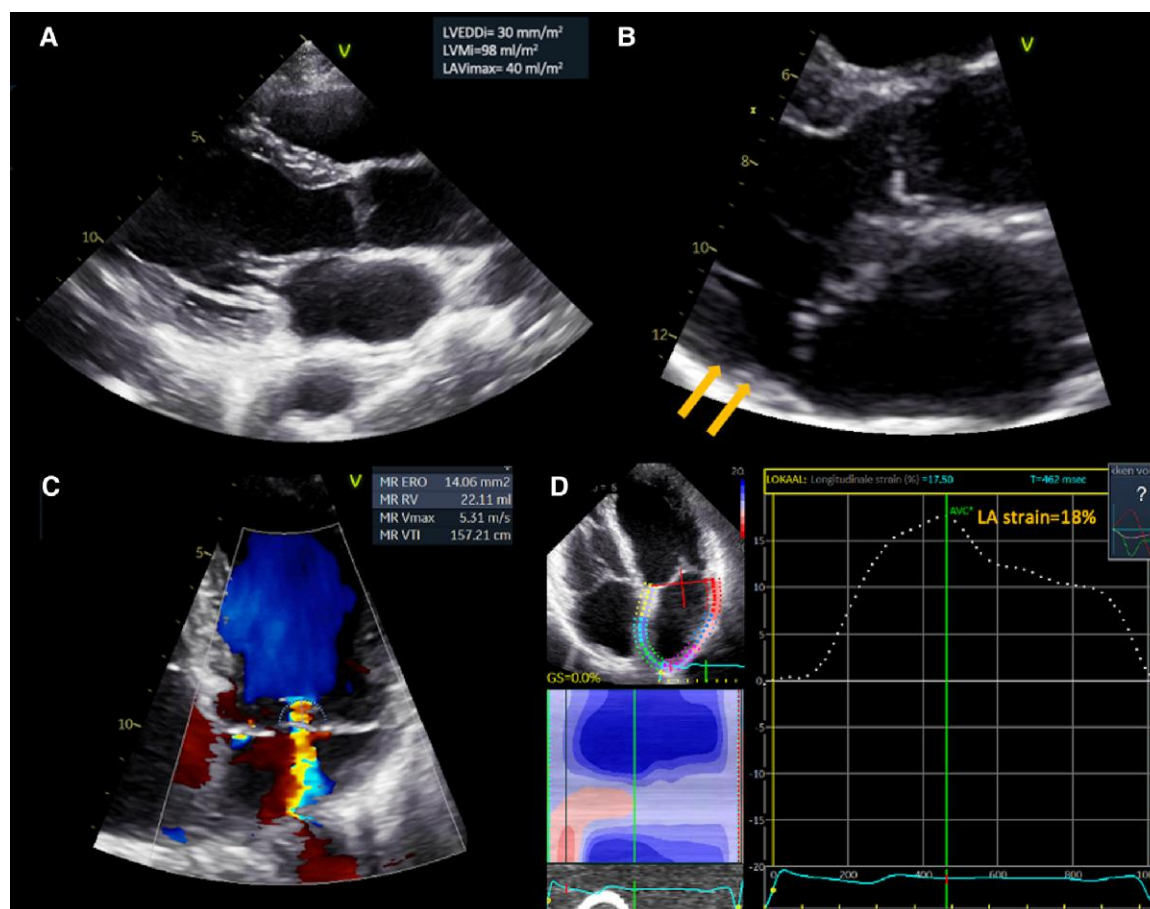 A
LVEDDi= 30 mm/m²
LVMi=98 ml/m²
LAVimax= 40 ml/m²
V
5
10
B
V
6
8
10
12
C
V
MR ERO 14.06 mm2
MR RV 22.11 ml
MR Vmax 5.31 m/s
MR VTI 157.21 cm
5
10
D
20.
GS=0.0%
LOKAAL: Longitudinale strain (%) =17.50 T=462 msec
?
AVC*
LA strain=18%
15
10
5
0
-5
-10
-15
-20
0 200 400 600 800